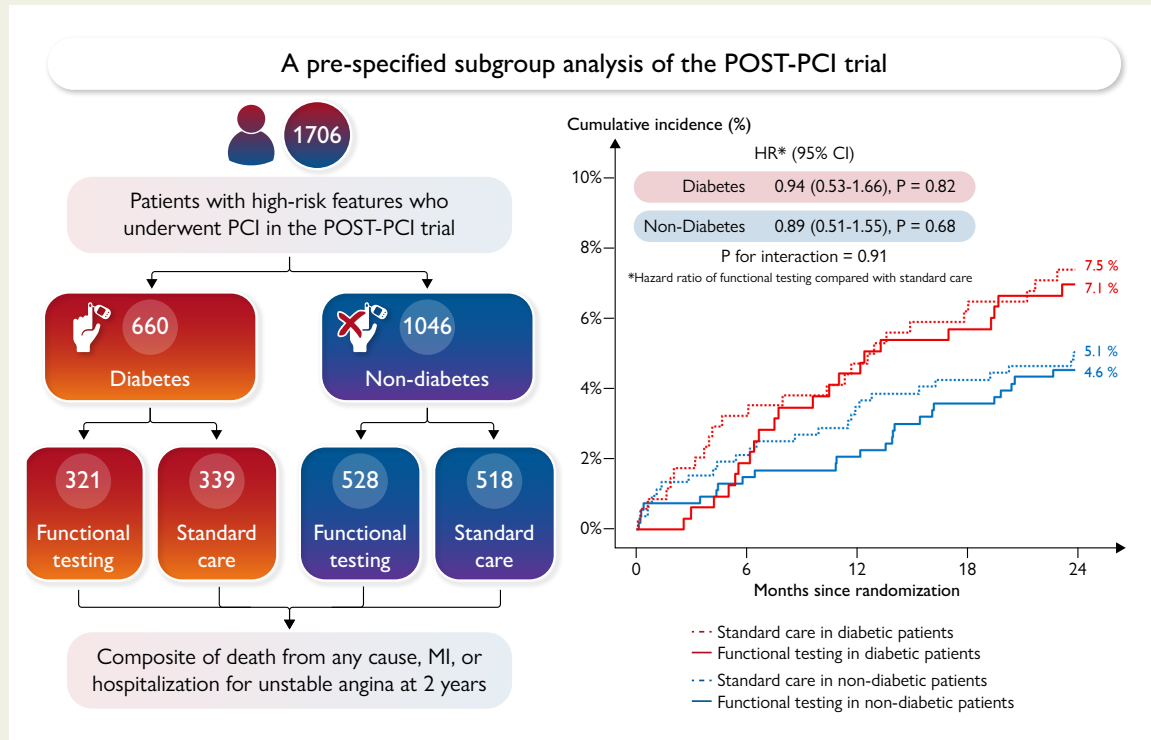 A pre-specified subgroup analysis of the POST-PCI trial
1706
Patients with high-risk features who
underwent PCI in the POST-PCI trial
660
Diabetes
1046
Non-diabetes
321
Functional
testing
339
Standard
care
528
Functional
testing
518
Standard
care
Composite of death from any cause, MI, or
hospitalization for unstable angina at 2 years
Cumulative incidence (%)
HR* (95% CI)
Diabetes 0.94 (0.53-1.66), P = 0.82
Non-Diabetes 0.89 (0.51-1.55), P = 0.68
P for interaction = 0.91
*Hazard ratio of functional testing compared with standard care
10%
8%
6%
4%
2%
0%
7.5 %
7.1 %
5.1 %
4.6 %
0 6 12 18 24
Months since randomization
Standard care in diabetic patients
Functional testing in diabetic patients
Standard care in non-diabetic patients
Functional testing in non-diabetic patients